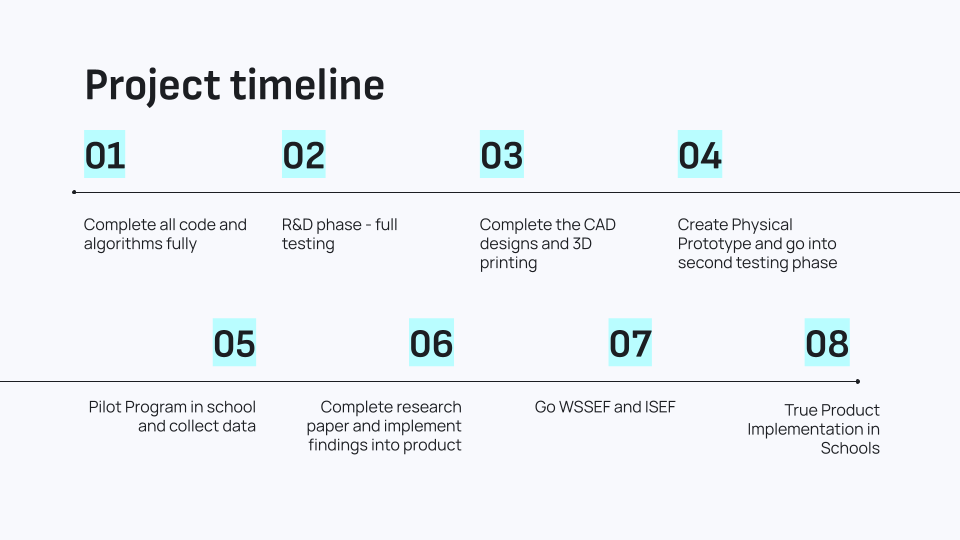 Project timeline
01
02
03
04
Complete all code and
algorithms fully
R&D phase - full
testing
Complete the CAD
designs and 3D
printing
Create Physical
Prototype and go into
second testing phase
05
06
07
08
Pilot Program in school
and collect data
Complete research
paper and implement
findings into product
Go WSSEF and ISEF
True Product
Implementation in
Schools